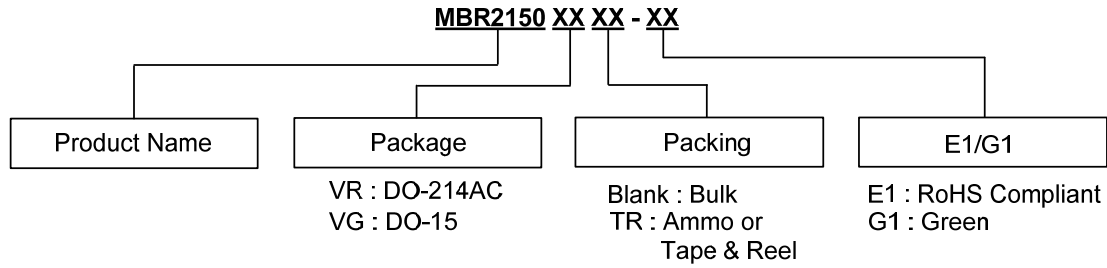 MBR2150 XX XX - XX
Product Name
Package
Packing
E1/G1
VR : DO-214AC
VG : DO-15
Blank : Bulk
TR : Ammo or
Tape & Reel
E1 : RoHS Compliant
G1 : Green